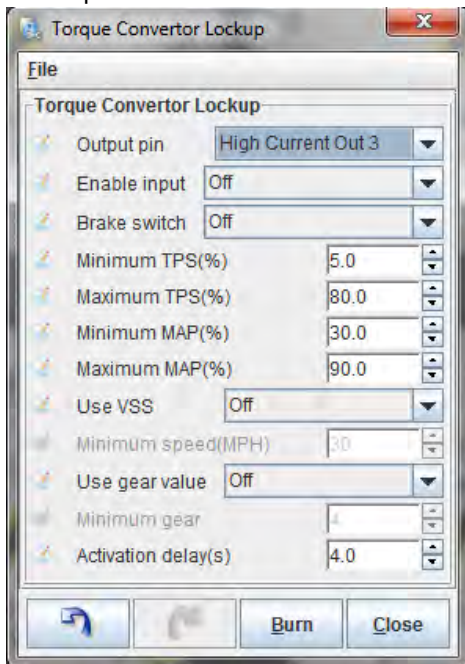 Torque Convertor Lockup
File
Torque Convertor Lockup
Output pin High Current Out 3
Enable input Off
Brake switch Off
Minimum TPS(%) 5.0
Maximum TPS(%) 80.0
Minimum MAP(%) 30.0
Maximum MAP(%) 90.0
Use VSS Off
Minimum speed(MPH) 30
Use gear value Off
Minimum gear 4
Activation delay(s) 4.0
Burn Close